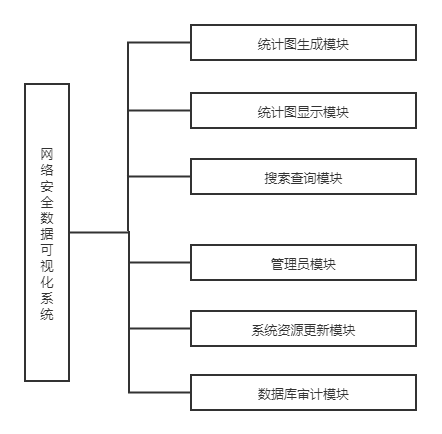 网络安全数据可视化系统
统计图生成模块
统计图显示模块
搜索查询模块
管理员模块
系统资源更新模块
数据库审计模块